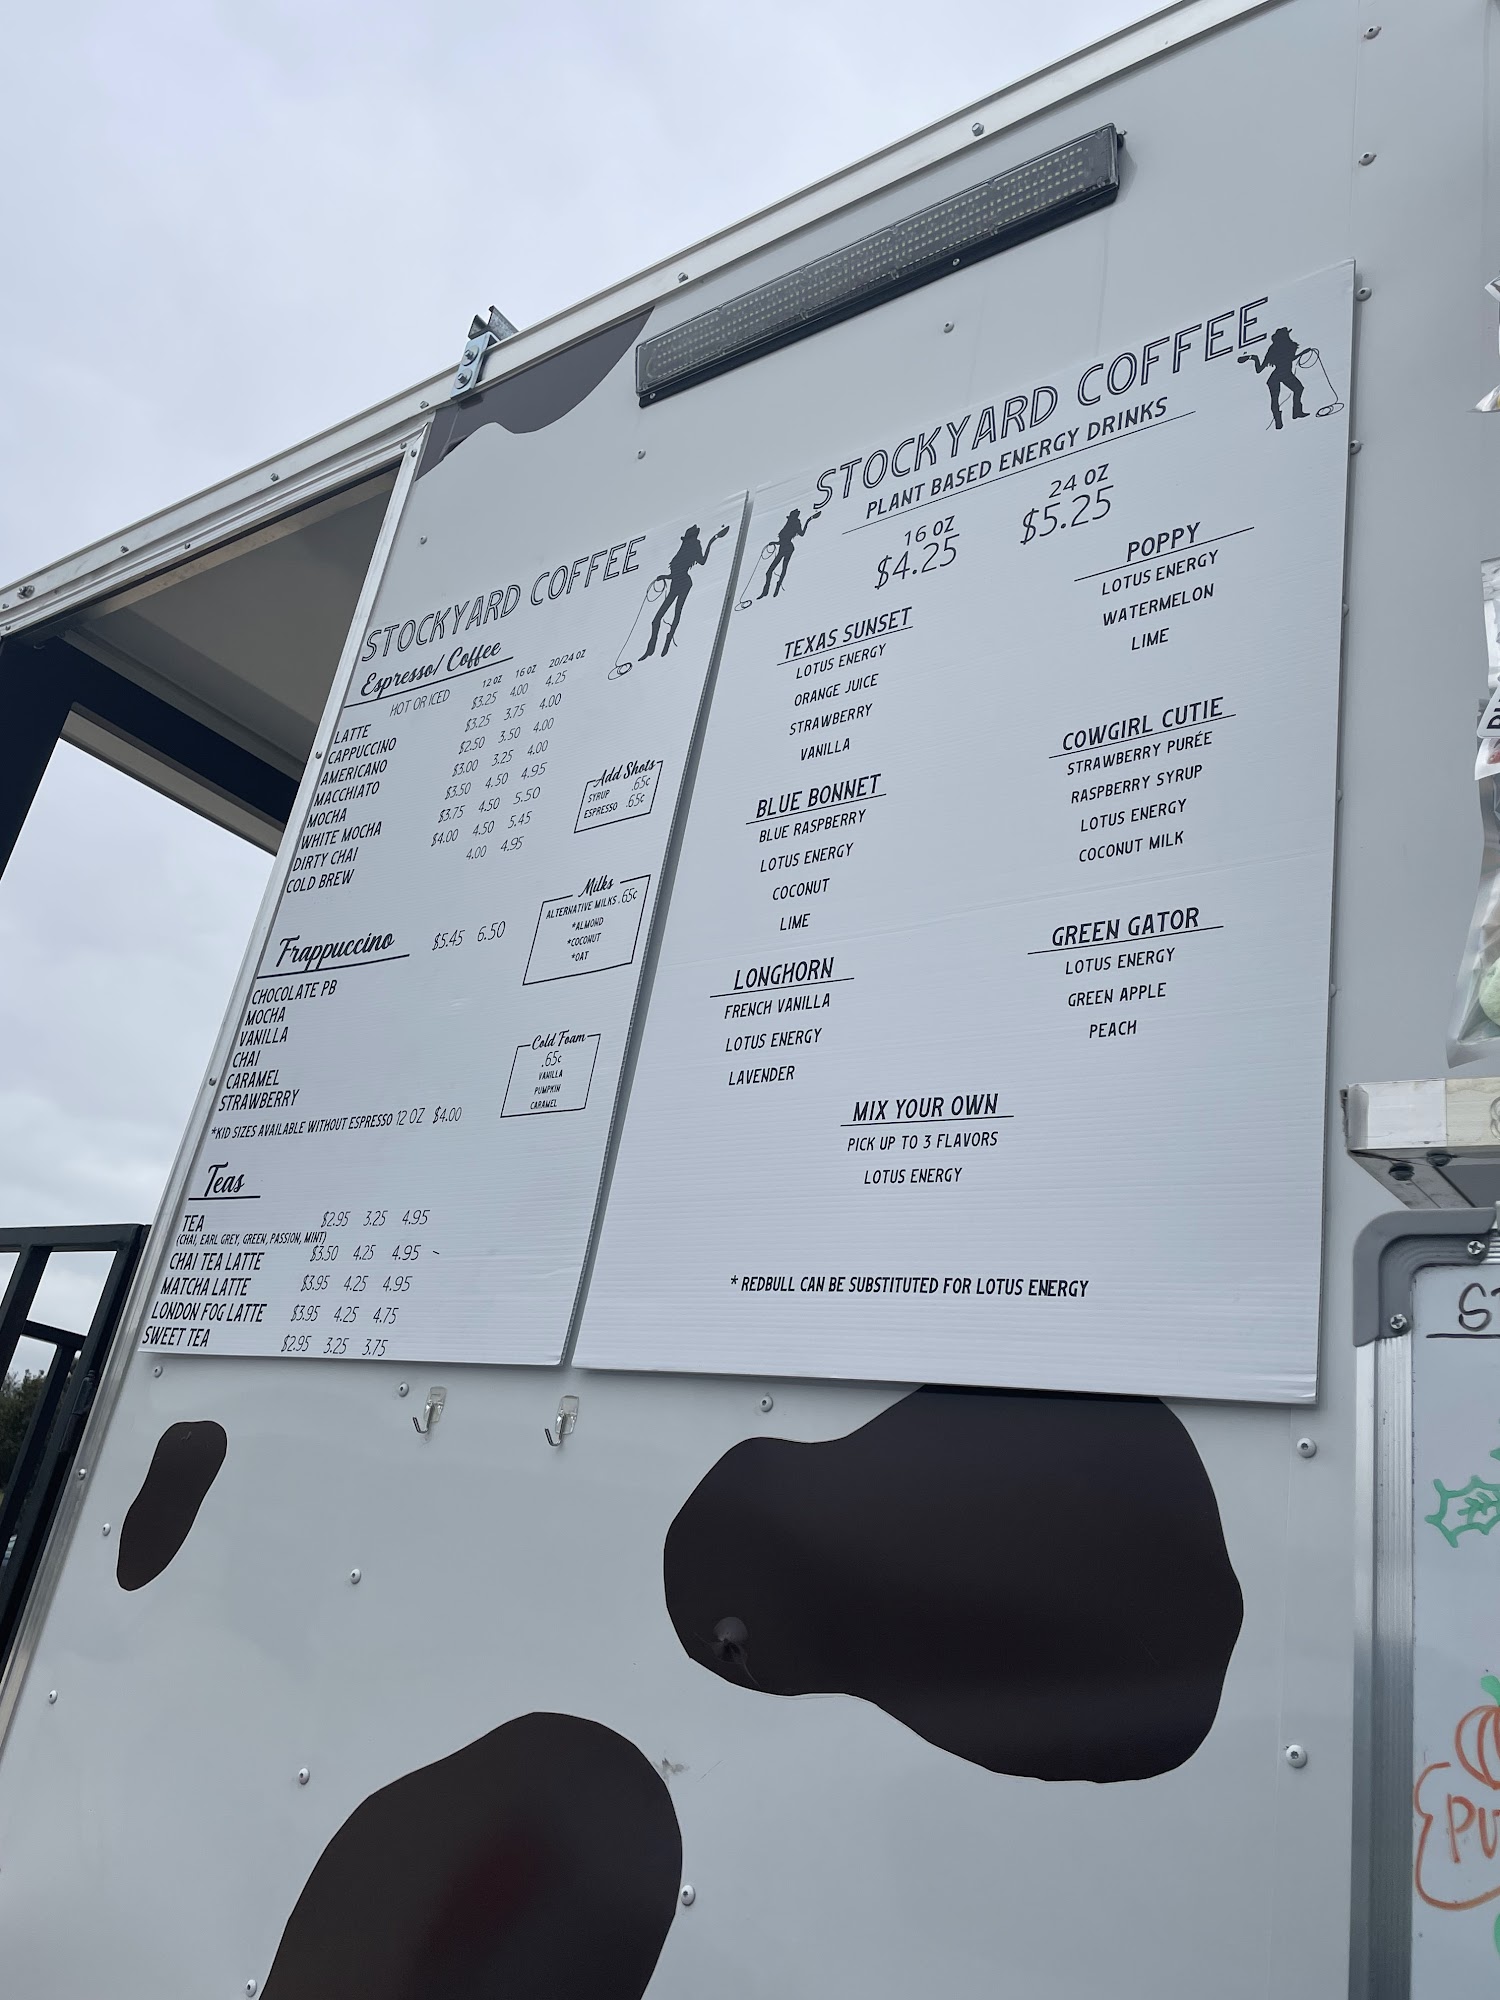 STOCKYARD COFFEE
Espresso/ Coffee
HOT OR ICED 12 OZ 16 OZ 20/24 OZ
LATTE $3.25 4.00 4.25
CAPPUCCINO $3.25 3.75 4.00
AMERICANO $2.50 3.50 4.00
MACCHIATO $3.00 3.25 4.00
MOCHA $3.50 4.50 4.95
WHITE MOCHA $3.75 4.50 5.50
DIRTY CHAI $4.00 4.50 5.45
COLD BREW 4.00 4.95
Add Shots
SYRUP .65¢
ESPRESSO .65¢
Milks
ALTERNATIVE MILKS .65¢
*ALMOND
*COCONUT
*OAT
Frappuccino $5.45 6.50
CHOCOLATE PB
MOCHA
VANILLA
CHAI
CARAMEL
STRAWBERRY
*KID SIZES AVAILABLE WITHOUT ESPRESSO 12 OZ $4.00
Cold Foam
.65¢
VANILLA
PUMPKIN
CARAMEL
Teas
TEA $2.95 3.25 4.95
(CHAI, EARL GREY, GREEN, PASSION, MINT)
CHAI TEA LATTE $3.50 4.25 4.95 -
MATCHA LATTE $3.95 4.25 4.95
LONDON FOG LATTE $3.95 4.25 4.75
SWEET TEA $2.95 3.25 3.75
STOCKYARD COFFEE
PLANT BASED ENERGY DRINKS
16 OZ 24 OZ
$4.25 $5.25
TEXAS SUNSET
LOTUS ENERGY
ORANGE JUICE
STRAWBERRY
VANILLA
BLUE BONNET
BLUE RASPBERRY
LOTUS ENERGY
COCONUT
LIME
LONGHORN
FRENCH VANILLA
LOTUS ENERGY
LAVENDER
POPPY
LOTUS ENERGY
WATERMELON
LIME
COWGIRL CUTIE
STRAWBERRY PURÉE
RASPBERRY SYRUP
LOTUS ENERGY
COCONUT MILK
GREEN GATOR
LOTUS ENERGY
GREEN APPLE
PEACH
MIX YOUR OWN
PICK UP TO 3 FLAVORS
LOTUS ENERGY
* REDBULL CAN BE SUBSTITUTED FOR LOTUS ENERGY